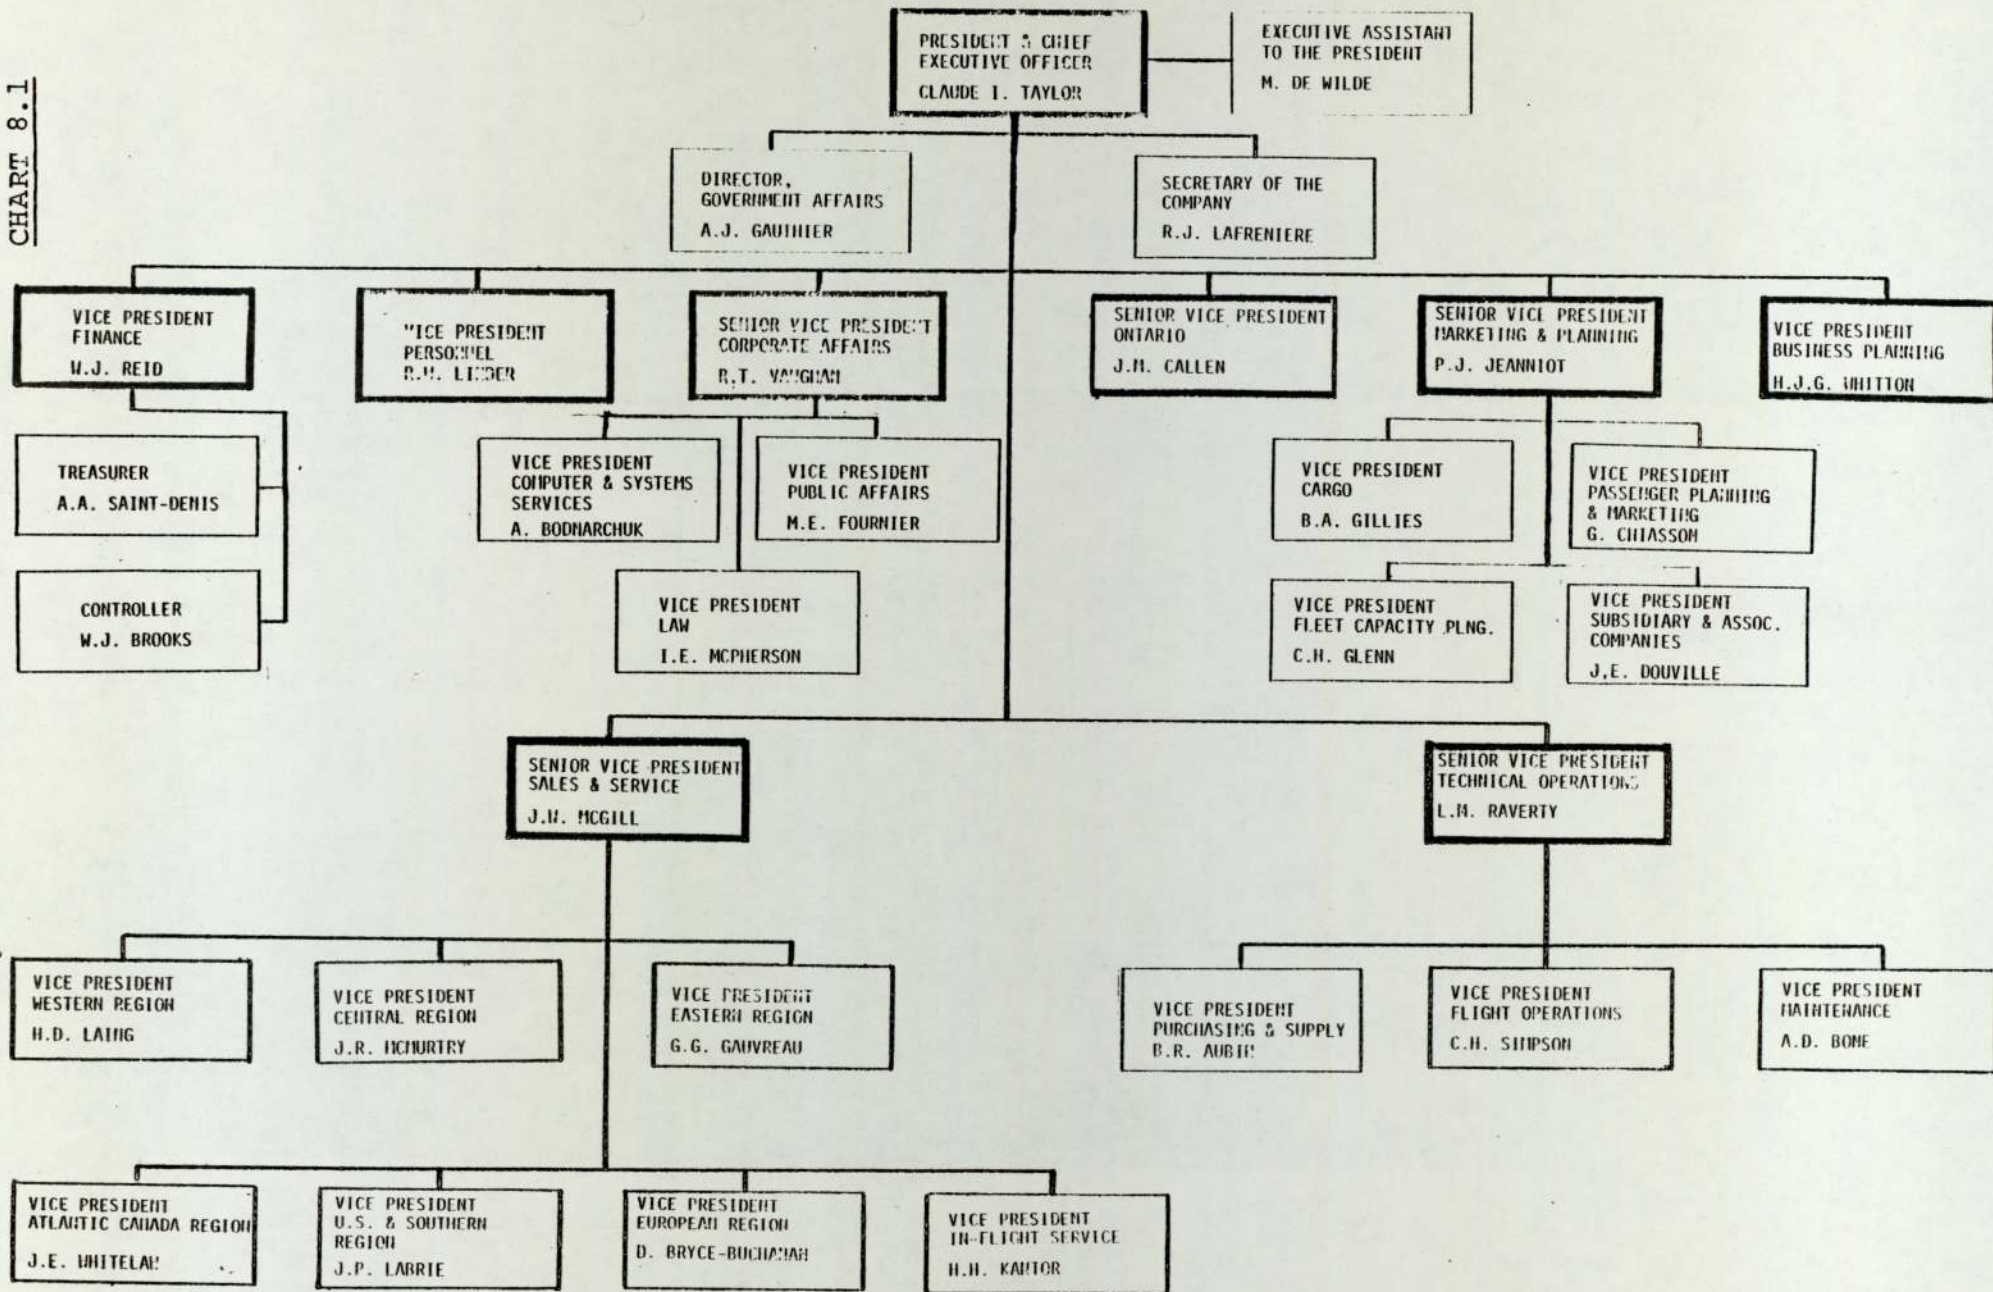 CHART 8.1
PRESIDENT & CHIEF
EXECUTIVE OFFICER
CLAUDE I. TAYLOR
EXECUTIVE ASSISTANT
TO THE PRESIDENT
M. DE WILDE
DIRECTOR,
GOVERNMENT AFFAIRS
A.J. GAUTHIER
SECRETARY OF THE
COMPANY
R.J. LAFRENIERE
VICE PRESIDENT
FINANCE
W.J. REID
VICE PRESIDENT
PERSONNEL
LINDER
SENIOR VICE PRESIDENT
CORPORATE AFFAIRS
R.T. VAUGHAN
SENIOR VICE PRESIDENT
ONTARIO
J.M. CALLEN
SENIOR VICE PRESIDENT
MARKETING & PLANNING
P.J. JEANNIOT
VICE PRESIDENT
BUSINESS PLANNING
H.J.G. WHITTON
TREASURER
A.A. SAINT-DENIS
VICE PRESIDENT
COMPUTER & SYSTEMS
SERVICES
A. BODNARCHUK
VICE PRESIDENT
PUBLIC AFFAIRS
M.E. FOURNIER
VICE PRESIDENT
CARGO
B.A. GILLIES
VICE PRESIDENT
PASSENGER PLANNING
& MARKETING
G. CHIASSON
CONTROLLER
W.J. BROOKS
VICE PRESIDENT
LAW
I.E. MCPHERSON
VICE PRESIDENT
FLEET CAPACITY PLNG.
C.H. GLENN
VICE PRESIDENT
SUBSIDIARY & ASSOC.
COMPANIES
J.E. DOUVILLE
SENIOR VICE PRESIDENT
SALES & SERVICE
J.W. MCGILL
SENIOR VICE PRESIDENT
TECHNICAL OPERATIONS
L.M. RAVERTY
VICE PRESIDENT
WESTERN REGION
H.D. LAING
VICE PRESIDENT
CENTRAL REGION
J.R. MCMURTRY
VICE PRESIDENT
EASTERN REGION
G.G. GAUVREAU
VICE PRESIDENT
PURCHASING & SUPPLY
B.R. AUBIN
VICE PRESIDENT
FLIGHT OPERATIONS
C.H. SIMPSON
VICE PRESIDENT
MAINTENANCE
A.D. BONE
VICE PRESIDENT
ATLANTIC CANADA REGION
J.E. WHITELAW
VICE PRESIDENT
U.S. & SOUTHERN
REGION
J.P. LABRIE
VICE PRESIDENT
EUROPEAN REGION
D. BRYCE-BUCHANAN
VICE PRESIDENT
IN-FLIGHT SERVICE
H.H. KANTOR